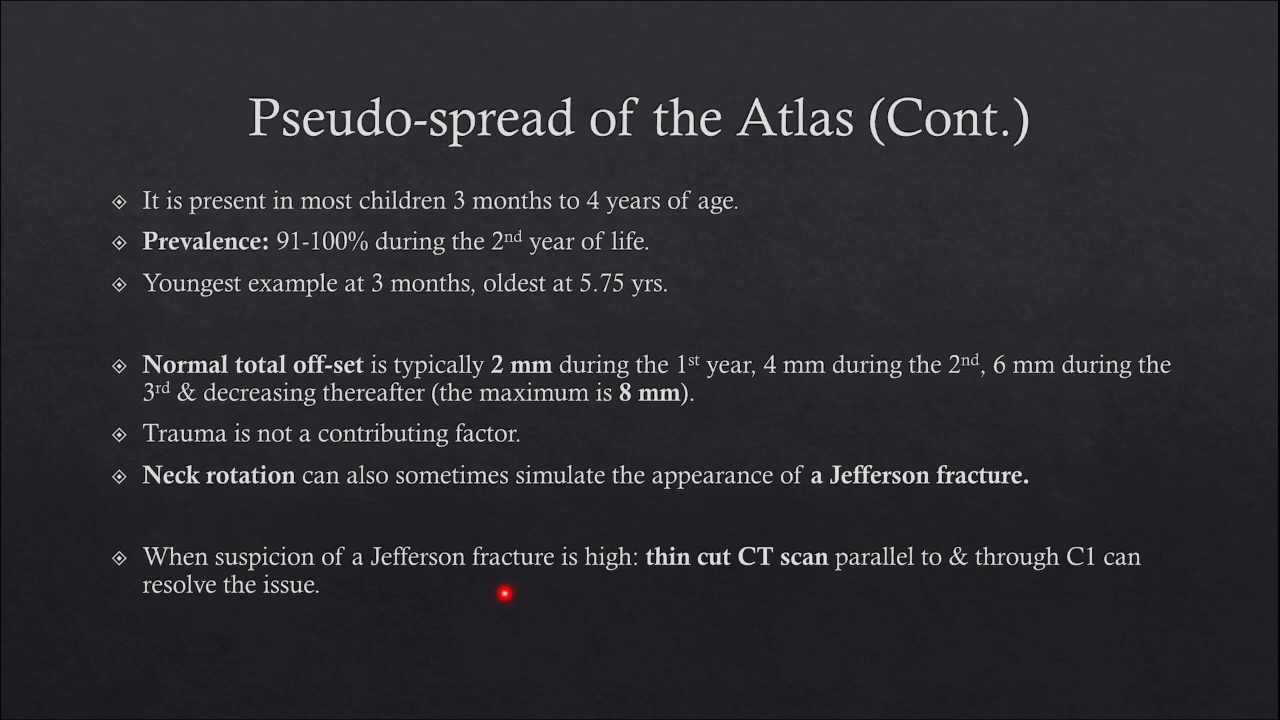 Pseudo-spread of the Atlas (Cont.)
It is present in most children 3 months to 4 years of age.
Prevalence: 91-100% during the 2nd year of life.
Youngest example at 3 months, oldest at 5.75 yrs.
Normal total off-set is typically 2 mm during the 1st year, 4 mm during the 2nd, 6 mm during the
3rd & decreasing thereafter (the maximum is 8 mm).
Trauma is not a contributing factor.
Neck rotation can also sometimes simulate the appearance of a Jefferson fracture.
When suspicion of a Jefferson fracture is high: thin cut CT scan parallel to & through C1 can
resolve the issue.